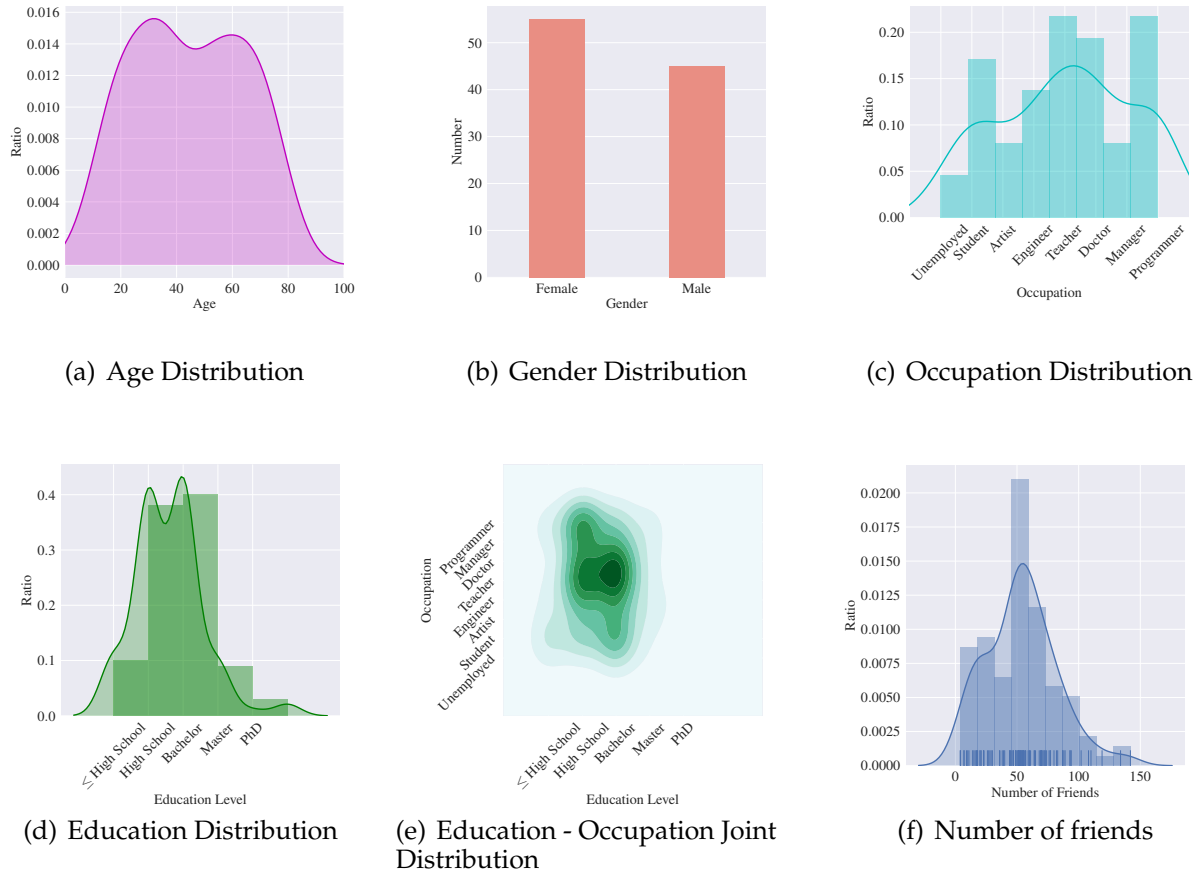 0.016
0.014
0.012
0.010
0.008
0.006
0.004
0.002
0.000
Ratio
0 20 40 60 80 100
Age
(a) Age Distribution
50
40
30
20
10
0
Number
Female Male
Gender
(b) Gender Distribution
0.20
0.15
0.10
0.05
0.00
Ratio
Unemployed
Student
Artist
Engineer
Teacher
Doctor
Manager
Programmer
Occupation
(c) Occupation Distribution
0.4
0.3
0.2
0.1
0.0
Ratio
≤ High School
High School
Bachelor
Master
PhD
Education Level
(d) Education Distribution
Occupation
Programmer
Manager
Doctor
Teacher
Engineer
Artist
Student
Unemployed
≤ High School
High School
Bachelor
Master
PhD
Education Level
(e) Education - Occupation Joint
Distribution
0.0200
0.0175
0.0150
0.0125
0.0100
0.0075
0.0050
0.0025
0.0000
Ratio
0 50 100 150
Number of Friends
(f) Number of friends